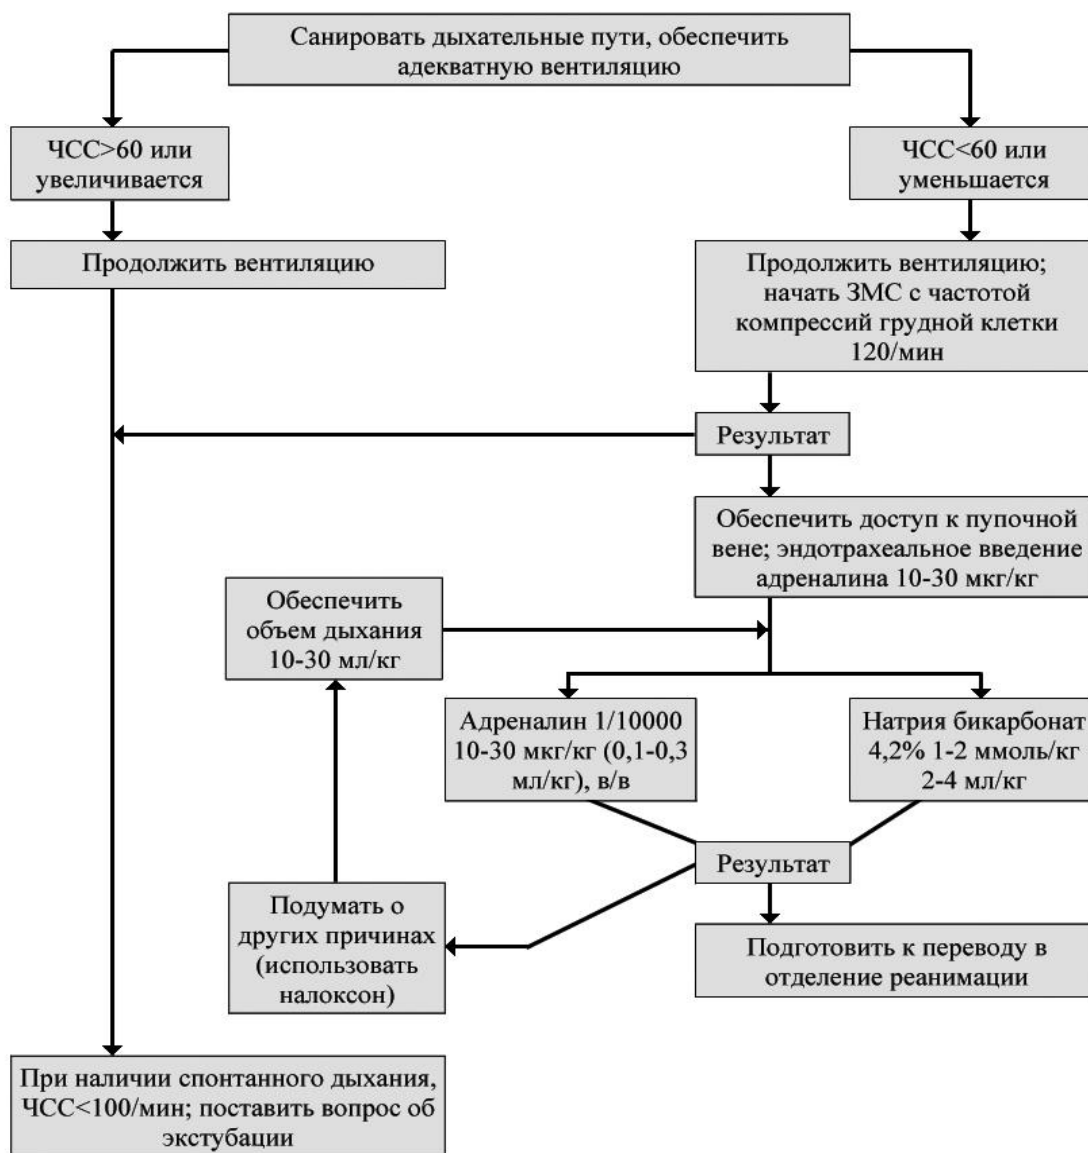 Санировать дыхательные пути, обеспечить
адекватную вентиляцию
ЧСС>60 или
увеличивается
ЧСС<60 или
уменьшается
Продолжить вентиляцию
Продолжить вентиляцию;
начать ЗМС с частотой
компрессий грудной клетки
120/мин
Результат
Обеспечить доступ к пупочной
вене; эндотрахеальное введение
адреналина 10-30 мкг/кг
Обеспечить
объем дыхания
10-30 мл/кг
Адреналин 1/10000
10-30 мкг/кг (0,1-0,3
мл/кг), в/в
Натрия бикарбонат
4,2% 1-2 ммоль/кг
2-4 мл/кг
Результат
Подумать о
других причинах
(использовать
налоксон)
Подготовить к переводу в
отделение реанимации
При наличии спонтанного дыхания,
ЧСС<100/мин; поставить вопрос об
экстубации